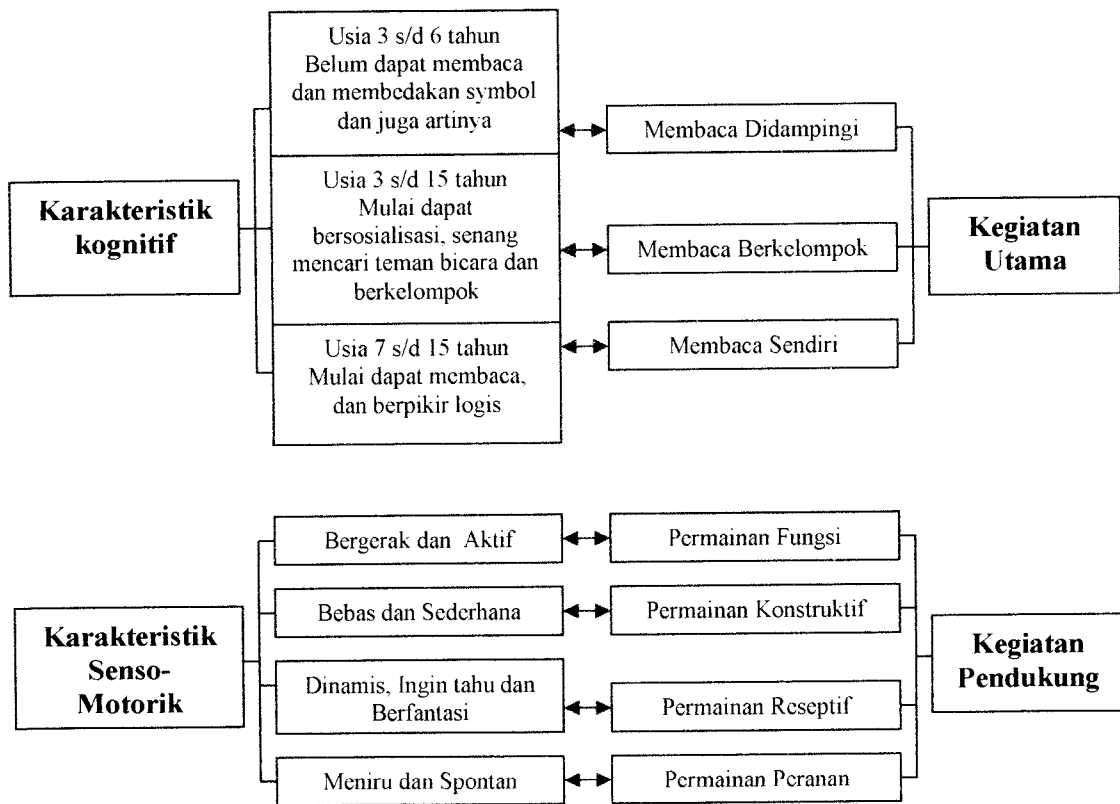 Usia 3 s/d 6 tahun
Belum dapat membaca
dan membedakan symbol
dan juga artinya
Membaca Didampingi
Karakteristik
kognitif
Usia 3 s/d 15 tahun
Mulai dapat
bersosialisasi, senang
mencari teman bicara dan
berkelompok
Membaca Berkelompok
Kegiatan
Utama
Usia 7 s/d 15 tahun
Mulai dapat membaca,
dan berpikir logis
Membaca Sendiri
Karakteristik
Senso-
Motorik
Bergerak dan Aktif
Permainan Fungsi
Bebas dan Sederhana
Permainan Konstruktif
Dinamis, Ingin tahu dan
Berfantasi
Permainan Reseptif
Meniru dan Spontan
Permainan Peranan
Kegiatan
Pendukung